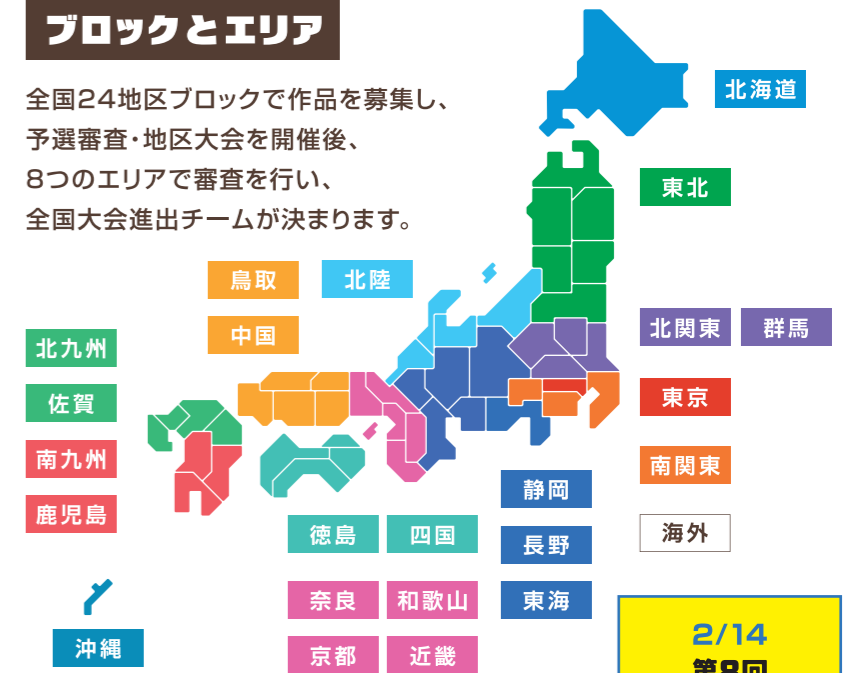 ブロックとエリア
全国24地区ブロックで作品を募集し、
予選審査・地区大会を開催後、
8つのエリアで審査を行い、
全国大会進出チームが決まります。
北海道
東北
鳥取 北陸
中国
北関東 群馬
北九州
佐賀
東京
南九州
南関東
静岡
鹿児島
海外
徳島 四国
長野
奈良 和歌山
東海
沖縄
京都 近畿
2/14
第8回